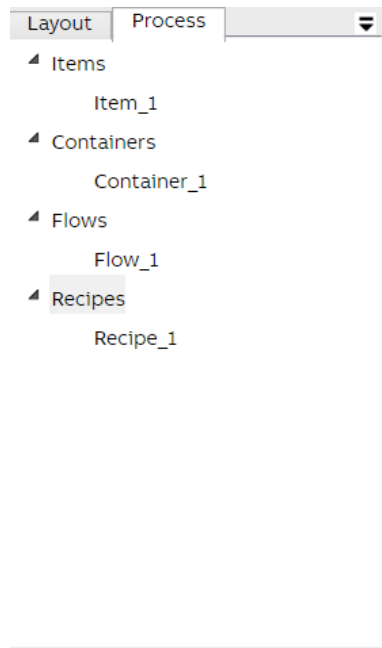 Layout Process
Items
Item_1
Containers
Container_1
Flows
Flow_1
Recipes
Recipe_1